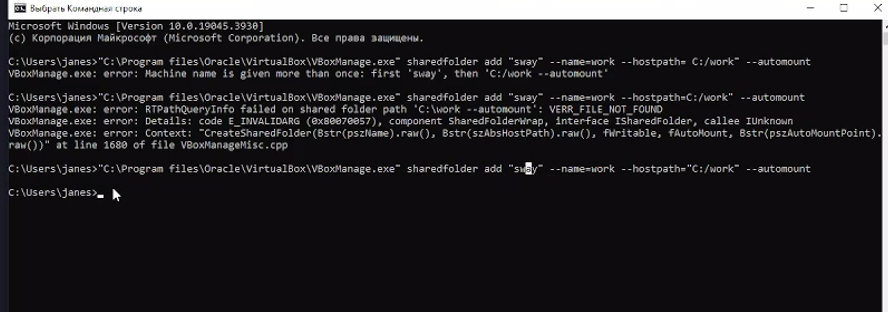 Выбрать Командная строка
Microsoft Windows [Version 10.0.19045.3930]
(c) Корпорация Майкрософт (Microsoft Corporation). Все права защищены.
C:\Users\janes>"C:\Program files\Oracle\VirtualBox\VBoxManage.exe" sharedfolder add "sway" --name=work --hostpath= C:/work" --automount
VBoxManage.exe: error: Machine name is given more than once: first 'sway', then 'C:/work --automount'
C:\Users\janes>"C:\Program files\Oracle\VirtualBox\VBoxManage.exe" sharedfolder add "sway" --name=work --hostpath=C:/work" --automount
VBoxManage.exe: error: RTPathQueryInfo failed on shared folder path 'C:\work --automount': VERR_FILE_NOT_FOUND
VBoxManage.exe: error: Details: code E_INVALIDARG (0x80070057), component SharedFolderWrap, interface ISharedFolder, callee IUnknown
VBoxManage.exe: error: Context: "CreateSharedFolder(Bstr(pszName).raw(), Bstr(szAbsHostPath).raw(), fWritable, fAutoMount, Bstr(pszAutoMountPoint).
raw())" at line 1680 of file VBoxManageMisc.cpp
C:\Users\janes>"C:\Program files\Oracle\VirtualBox\VBoxManage.exe" sharedfolder add "sway" --name=work --hostpath="C:/work" --automount
C:\Users\janes>